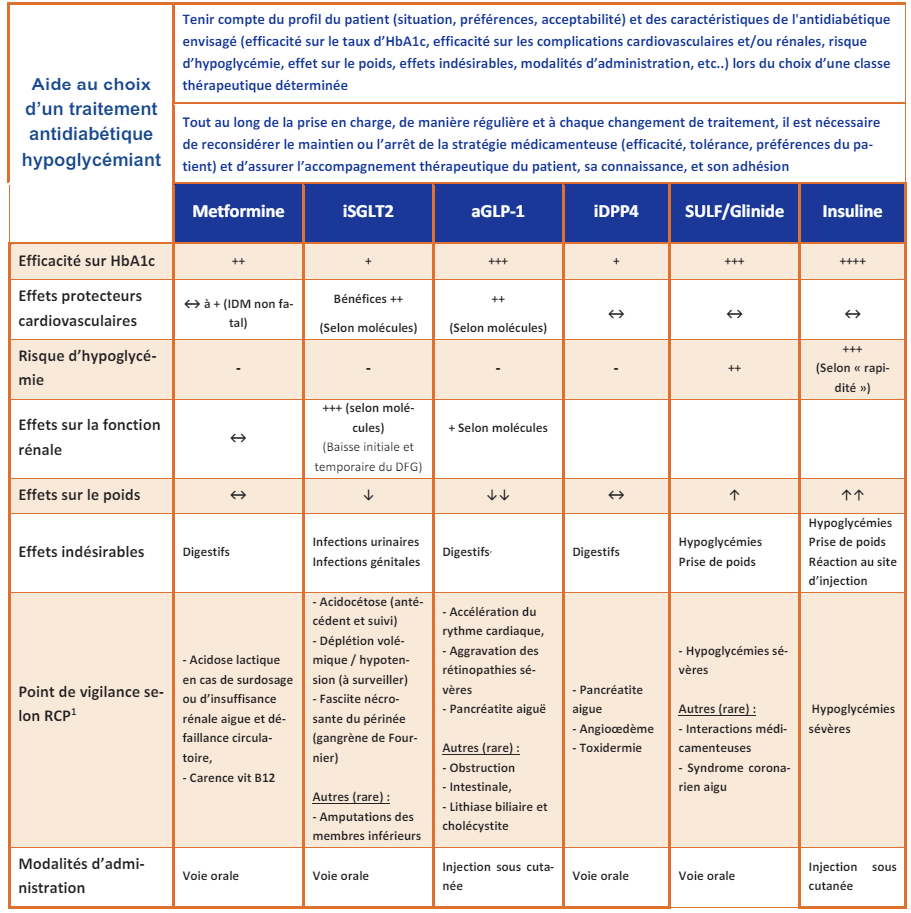 Aide au choix
d’un traitement
antidiabétique
hypoglycémiant
Tenir compte du profil du patient (situation, préférences, acceptabilité) et des caractéristiques de l'antidiabétique
envisagé (efficacité sur le taux d’HbA1c, efficacité sur les complications cardiovasculaires et/ou rénales, risque
d’hypoglycémie, effet sur le poids, effets indésirables, modalités d’administration, etc..) lors du choix d’une classe
thérapeutique déterminée
Tout au long de la prise en charge, de manière régulière et à chaque changement de traitement, il est nécessaire
de reconsidérer le maintien ou l’arrêt de la stratégie médicamenteuse (efficacité, tolérance, préférences du pa-
tient) et d’assurer l’accompagnement thérapeutique du patient, sa connaissance, et son adhésion
Metformine
iSGLT2
aGLP-1
iDPP4
SULF/Glinide
Insuline
Efficacité sur HbA1c
++
+
+++
+
+++
++++
Effets protecteurs
cardiovasculaires
↔ à + (IDM non fa-
tal)
Bénéfices ++
(Selon molécules)
++
(Selon molécules)
↔
↔
↔
Risque d’hypoglycé-
mie
-
-
-
-
++
+++
(Selon « rapi-
dité »)
Effets sur la fonction
rénale
↔
+++ (selon molé-
cules)
(Baisse initiale et
temporaire du DFG)
+ Selon molécules
Effets sur le poids
↔
↓
↓↓
↔
↑
↑↑
Effets indésirables
Digestifs
Infections urinaires
Infections génitales
Digestifs.
Digestifs
Hypoglycémies
Prise de poids
Hypoglycémies
Prise de poids
Réaction au site
d’injection
Point de vigilance se-
lon RCP1
- Acidose lactique
en cas de surdosage
ou d’insuffisance
rénale aigue et dé-
faillance circula-
toire,
- Carence vit B12
- Acidocétose (anté-
cédent et suivi)
- Déplétion volé-
mique / hypoten-
sion (à surveiller)
- Fasciite nécro-
sante du périnée
(gangrène de Four-
nier)
Autres (rare) :
- Amputations des
membres inférieurs
- Accélération du
rythme cardiaque,
- Aggravation des
rétinopathies sé-
vères
- Pancréatite aiguë
Autres (rare) :
- Obstruction
- Intestinale,
- Lithiase biliaire et
cholécystite
- Pancréatite
aigue
- Angioœdème
- Toxidermie
- Hypoglycémies sé-
vères
Autres (rare) :
- Interactions médi-
camenteuses
- Syndrome corona-
rien aigu
Hypoglycémies
sévères
Modalités d’admi-
nistration
Voie orale
Voie orale
Injection sous cuta-
née
Voie orale
Voie orale
Injection sous
cutanée